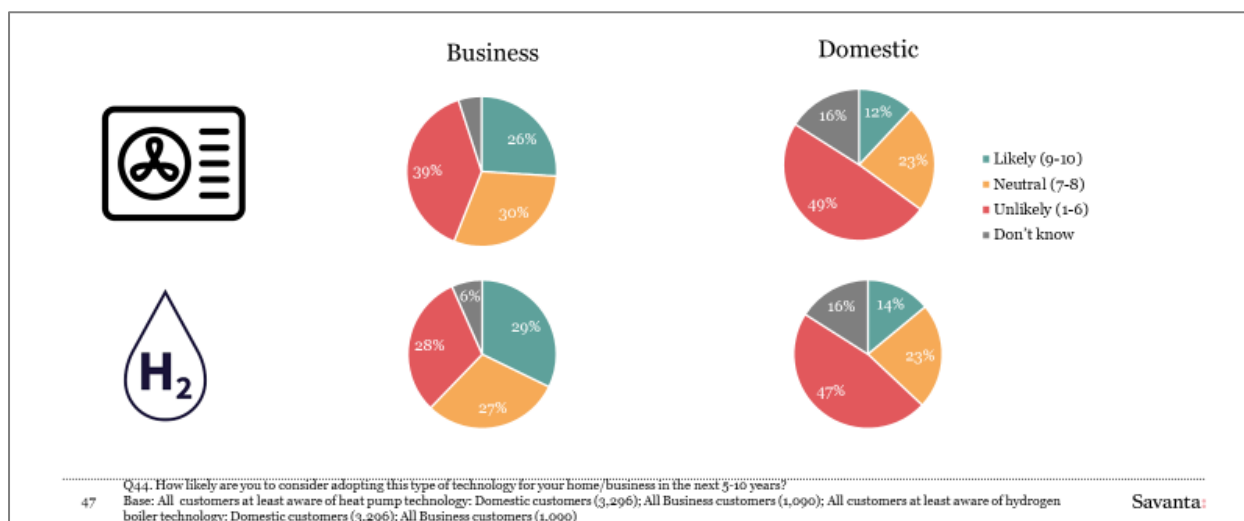 Business
Domestic
26%
30%
39%
12%
23%
49%
16%
Likely (9-10)
Neutral (7-8)
Unlikely (1-6)
Don't know
H2
29%
27%
28%
6%
14%
23%
47%
16%
Q44. How likely are you to consider adopting this type of technology for your home/business in the next 5-10 years?
47
Base: All customers at least aware of heat pump technology: Domestic customers (3,296); All Business customers (1,090); All customers at least aware of hydrogen
boiler technology: Domestic customers (3,296); All Business customers (1,090)
Savanta: